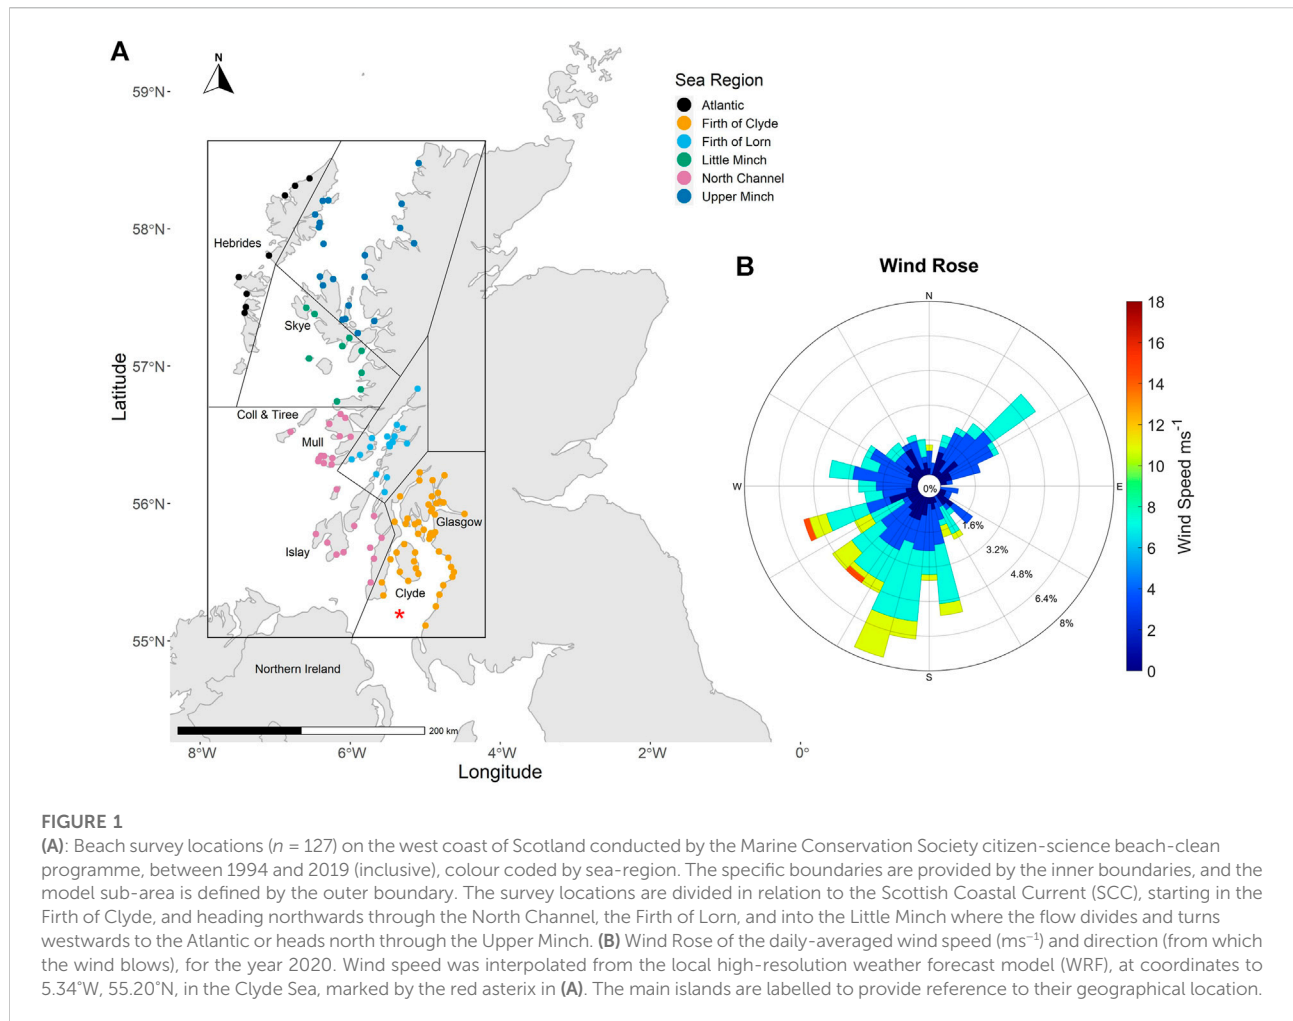 A
N
59°N
58°N
57°N
56°N
55°N
Latitude
8°W
6°W
4°W
2°W
0°
Longitude
Hebrides
Skye
Coll & Tiree
Mull
Islay
Glasgow
Clyde
*
Northern Ireland
200 km
Sea Region
Atlantic
Firth of Clyde
Firth of Lorn
Little Minch
North Channel
Upper Minch
B
Wind Rose
N
W
E
S
0%
1.6%
3.2%
4.8%
6.4%
8%
18
16
14
12
10
8
6
4
2
0
Wind Speed ms⁻¹
FIGURE 1
(A): Beach survey locations (n = 127) on the west coast of Scotland conducted by the Marine Conservation Society citizen-science beach-clean
programme, between 1994 and 2019 (inclusive), colour coded by sea-region. The specific boundaries are provided by the inner boundaries, and the
model sub-area is defined by the outer boundary. The survey locations are divided in relation to the Scottish Coastal Current (SCC), starting in the
Firth of Clyde, and heading northwards through the North Channel, the Firth of Lorn, and into the Little Minch where the flow divides and turns
westwards to the Atlantic or heads north through the Upper Minch. (B) Wind Rose of the daily-averaged wind speed (ms⁻¹) and direction (from which
the wind blows), for the year 2020. Wind speed was interpolated from the local high-resolution weather forecast model (WRF), at coordinates to
5.34°W, 55.20°N, in the Clyde Sea, marked by the red asterix in (A). The main islands are labelled to provide reference to their geographical location.